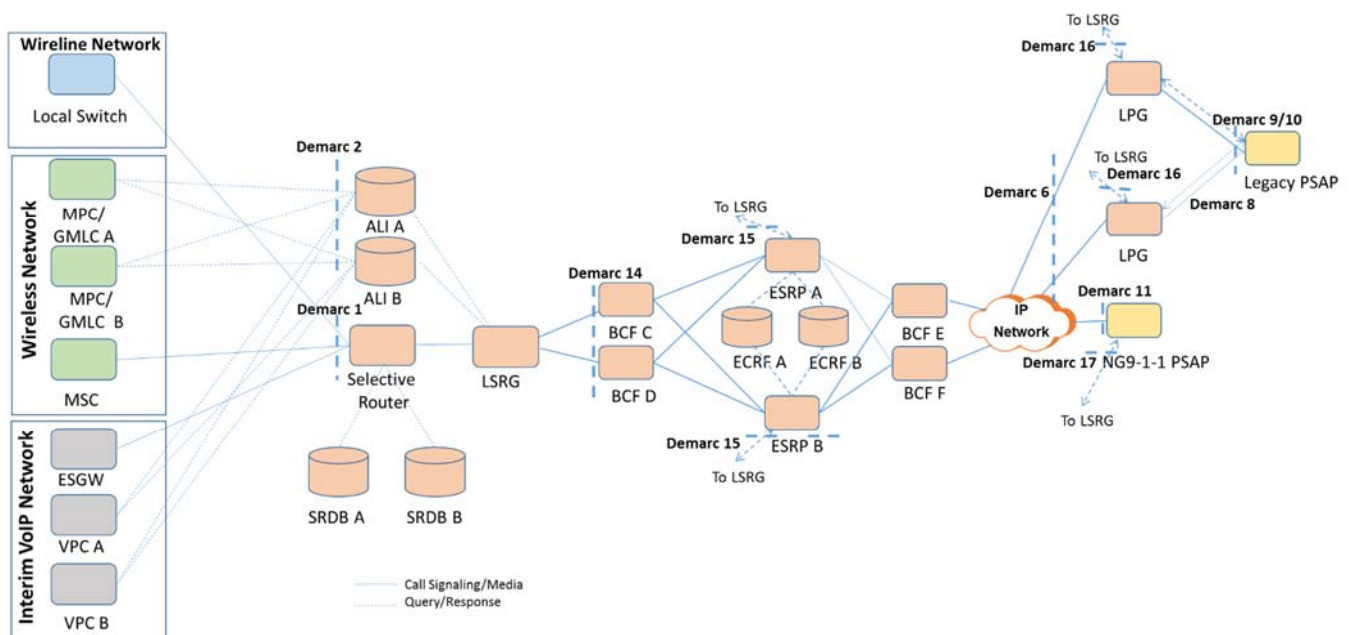 Wireline Network
Local Switch
Wireless Network
MPC/
GMLC A
MPC/
GMLC B
MSC
Interim VoIP Network
ESGW
VPC A
VPC B
Demarc 2
ALI A
ALI B
Demarc 1
Selective
Router
SRDB A
SRDB B
LSRG
Demarc 14
BCF C
BCF D
To LSRG
Demarc 15
ESRP A
ECRF A
ECRF B
Demarc 15
ESRP B
To LSRG
BCF E
BCF F
IP
Network
Demarc 6
To LSRG
Demarc 16
LPG
To LSRG
Demarc 16
LPG
Demarc 9/10
Legacy PSAP
Demarc 8
Demarc 11
Demarc 17 NG9-1-1 PSAP
To LSRG
Call Signaling/Media
Query/Response